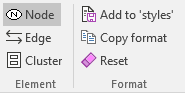 Node
Edge
Cluster
Element
Add to 'styles'
Copy format
Reset
Format